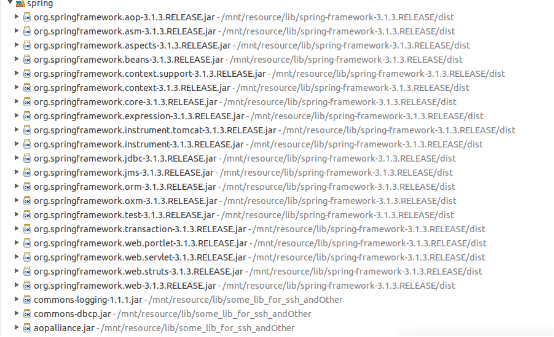 spring
org.springframework.aop-3.1.3.RELEASE.jar - /mnt/resource/lib/spring-framework-3.1.3.RELEASE/dist
org.springframework.asm-3.1.3.RELEASE.jar - /mnt/resource/lib/spring-framework-3.1.3.RELEASE/dist
org.springframework.aspects-3.1.3.RELEASE.jar - /mnt/resource/lib/spring-framework-3.1.3.RELEASE/dist
org.springframework.beans-3.1.3.RELEASE.jar - /mnt/resource/lib/spring-framework-3.1.3.RELEASE/dist
org.springframework.context.support-3.1.3.RELEASE.jar - /mnt/resource/lib/spring-framework-3.1.3.RELEASE/dist
org.springframework.context-3.1.3.RELEASE.jar - /mnt/resource/lib/spring-framework-3.1.3.RELEASE/dist
org.springframework.core-3.1.3.RELEASE.jar - /mnt/resource/lib/spring-framework-3.1.3.RELEASE/dist
org.springframework.expression-3.1.3.RELEASE.jar - /mnt/resource/lib/spring-framework-3.1.3.RELEASE/dist
org.springframework.instrument.tomcat-3.1.3.RELEASE.jar - /mnt/resource/lib/spring-framework-3.1.3.RELEASE/dist
org.springframework.instrument-3.1.3.RELEASE.jar - /mnt/resource/lib/spring-framework-3.1.3.RELEASE/dist
org.springframework.jdbc-3.1.3.RELEASE.jar - /mnt/resource/lib/spring-framework-3.1.3.RELEASE/dist
org.springframework.jms-3.1.3.RELEASE.jar - /mnt/resource/lib/spring-framework-3.1.3.RELEASE/dist
org.springframework.orm-3.1.3.RELEASE.jar - /mnt/resource/lib/spring-framework-3.1.3.RELEASE/dist
org.springframework.oxm-3.1.3.RELEASE.jar - /mnt/resource/lib/spring-framework-3.1.3.RELEASE/dist
org.springframework.test-3.1.3.RELEASE.jar - /mnt/resource/lib/spring-framework-3.1.3.RELEASE/dist
org.springframework.transaction-3.1.3.RELEASE.jar - /mnt/resource/lib/spring-framework-3.1.3.RELEASE/dist
org.springframework.web.portlet-3.1.3.RELEASE.jar - /mnt/resource/lib/spring-framework-3.1.3.RELEASE/dist
org.springframework.web.servlet-3.1.3.RELEASE.jar - /mnt/resource/lib/spring-framework-3.1.3.RELEASE/dist
org.springframework.web.struts-3.1.3.RELEASE.jar - /mnt/resource/lib/spring-framework-3.1.3.RELEASE/dist
org.springframework.web-3.1.3.RELEASE.jar - /mnt/resource/lib/spring-framework-3.1.3.RELEASE/dist
commons-logging-1.1.1.jar - /mnt/resource/lib/some_lib_for_ssh_andOther
commons-dbcp.jar - /mnt/resource/lib/some_lib_for_ssh_andOther
aopalliance.jar - /mnt/resource/lib/some_lib_for_ssh_andOther